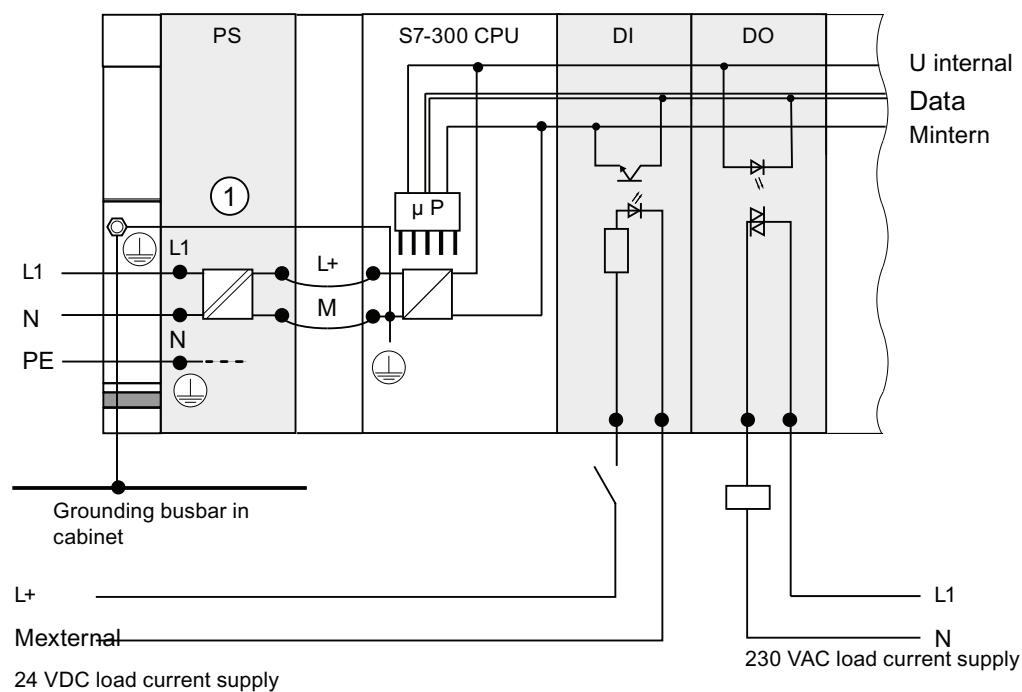 PS
S7-300 CPU
DI
DO
U internal
Data
Mintern
1
µ P
L1
L1
L+
N
M
N
PE
Grounding busbar in
cabinet
L+
L1
Mexternal
N
24 VDC load current supply
230 VAC load current supply